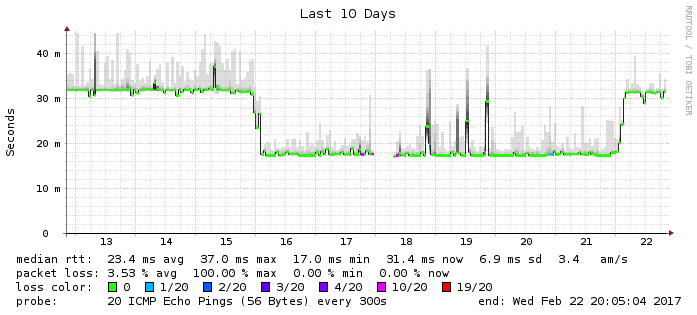 Last 10 Days
RRDTOOL / TOBI OETIKER
Seconds
40 m
30 m
20 m
10 m
0
13 14 15 16 17 18 19 20 21 22
median rtt: 23.4 ms avg 37.0 ms max 17.0 ms min 31.4 ms now 6.9 ms sd 3.4 am/s
packet loss: 3.53 % avg 100.00 % max 0.00 % min 0.00 % now
loss color: 0 1/20 2/20 3/20 4/20 10/20 19/20
probe: 20 ICMP Echo Pings (56 Bytes) every 300s end: Wed Feb 22 20:05:04 2017